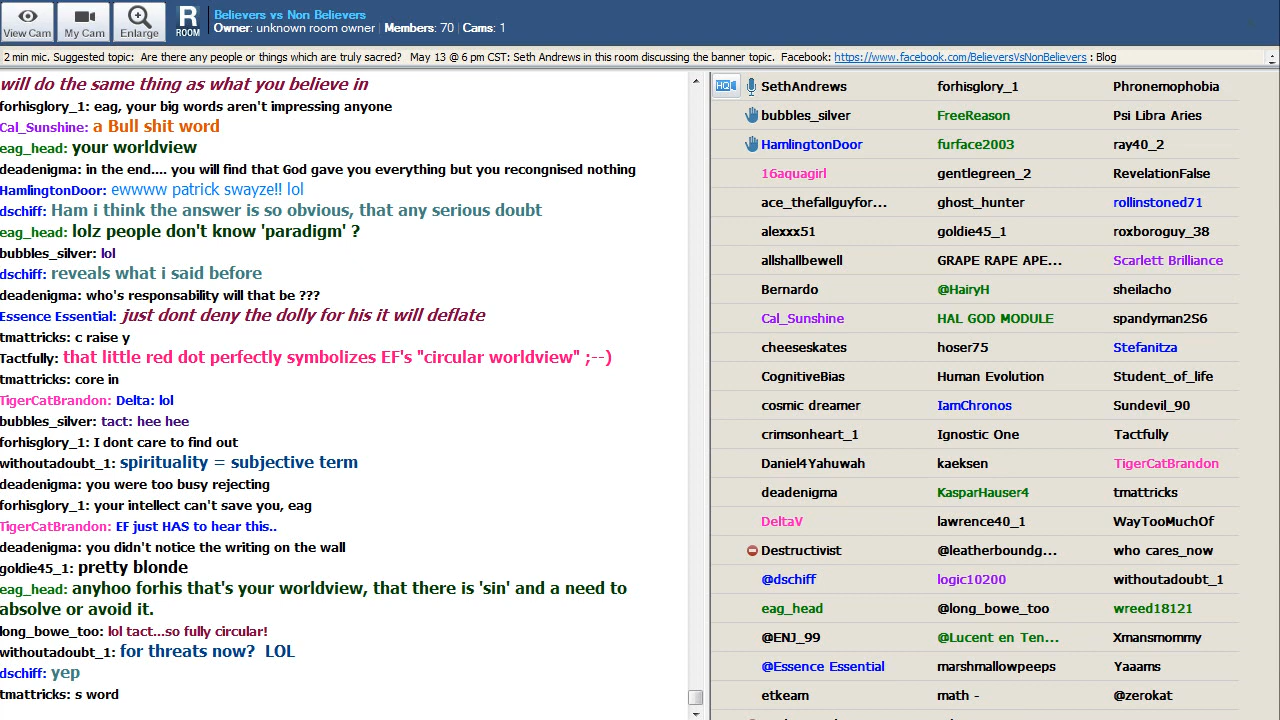 View Cam
My Cam
Enlarge
R
ROOM
Believers vs Non Believers
Owner: unknown room owner | Members: 70 | Cams: 1
2 min mic. Suggested topic: Are there any people or things which are truly sacred? May 13 @ 6 pm CST: Seth Andrews in this room discussing the banner topic. Facebook: https://www.facebook.com/BelieversVsNonBelievers : Blog
will do the same thing as what you believe in
forhisglory_1: eag, your big words aren't impressing anyone
Cal_Sunshine: a Bull shit word
eag_head: your worldview
deadenigma: in the end.... you will find that God gave you everything but you recongnised nothing
HamlingtonDoor: ewwww patrick swayze!! lol
dschiff: Ham i think the answer is so obvious, that any serious doubt
eag_head: lolz people don't know 'paradigm' ?
bubbles_silver: lol
dschiff: reveals what i said before
deadenigma: who's responsability will that be ???
Essence Essential: just dont deny the dolly for his it will deflate
tmattricks: c raise y
Tactfully: that little red dot perfectly symbolizes EF's "circular worldview" ;--)
tmattricks: core in
TigerCatBrandon: Delta: lol
bubbles_silver: tact: hee hee
forhisglory_1: I dont care to find out
withoutadoubt_1: spirituality = subjective term
deadenigma: you were too busy rejecting
forhisglory_1: your intellect can't save you, eag
TigerCatBrandon: EF just HAS to hear this..
deadenigma: you didn't notice the writing on the wall
goldie45_1: pretty blonde
eag_head: anyhoo forhis that's your worldview, that there is 'sin' and a need to
absolve or avoid it.
long_bowe_too: lol tact...so fully circular!
withoutadoubt_1: for threats now? LOL
dschiff: yep
tmattricks: s word
HQ
SethAndrews forhisglory_1 Phronemophobia
bubbles_silver FreeReason Psi Libra Aries
HamlingtonDoor furface2003 ray40_2
16aquagirl gentlegreen_2 RevelationFalse
ace_thefallguyfor... ghost_hunter rollinstoned71
alexxx51 goldie45_1 roxboroguy_38
allshallbewell GRAPE RAPE APE... Scarlett Brilliance
Bernardo @HairyH sheilacho
Cal_Sunshine HAL GOD MODULE spandyman2S6
cheeseskates hoser75 Stefanitza
CognitiveBias Human Evolution Student_of_life
cosmic dreamer IamChronos Sundevil_90
crimsonheart_1 Ignostic One Tactfully
Daniel4Yahuwah kaeksen TigerCatBrandon
deadenigma KasparHauser4 tmattricks
DeltaV lawrence40_1 WayTooMuchOf
Destructivist @leatherboundg... who cares_now
@dschiff logic10200 withoutadoubt_1
eag_head @long_bowe_too wreed18121
@ENJ_99 @Lucent en Ten... Xmansmommy
@Essence Essential marshmallowpeeps Yaaams
etkeam math - @zerokat